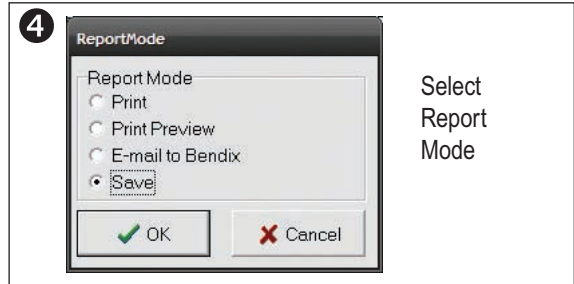 4
ReportMode
Report Mode
Print
Print Preview
E-mail to Bendix
Save
OK
Cancel
Select
Report
Mode